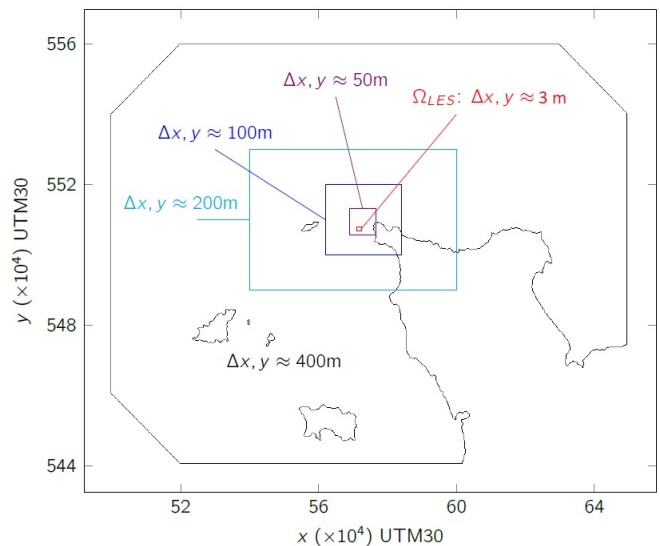 556
Δx, y ≈ 50m
Ω_LES: Δx, y ≈ 3 m
Δx, y ≈ 100m
552
Δx, y ≈ 200m
y (×10⁴) UTM30
548
Δx, y ≈ 400m
544
52
56
60
64
x (×10⁴) UTM30